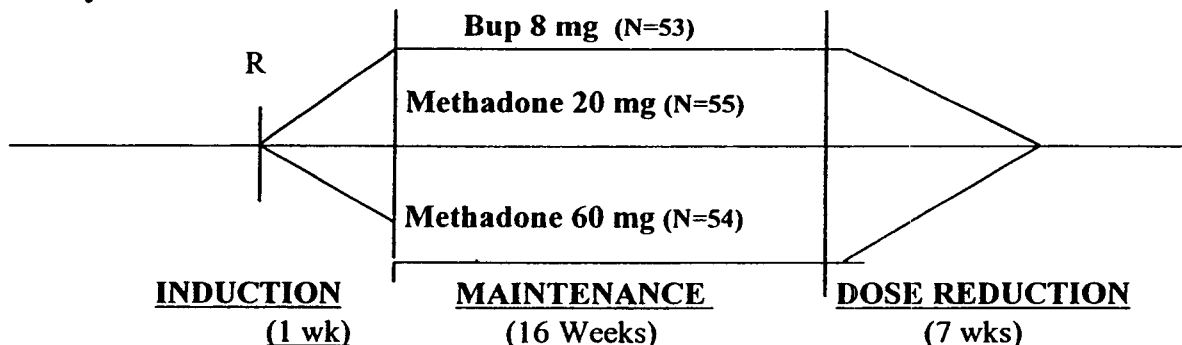 Bup 8 mg (N=53)
R
Methadone 20 mg (N=55)
Methadone 60 mg (N=54)
INDUCTION MAINTENANCE DOSE REDUCTION
(1 wk) (16 Weeks) (7 wks)